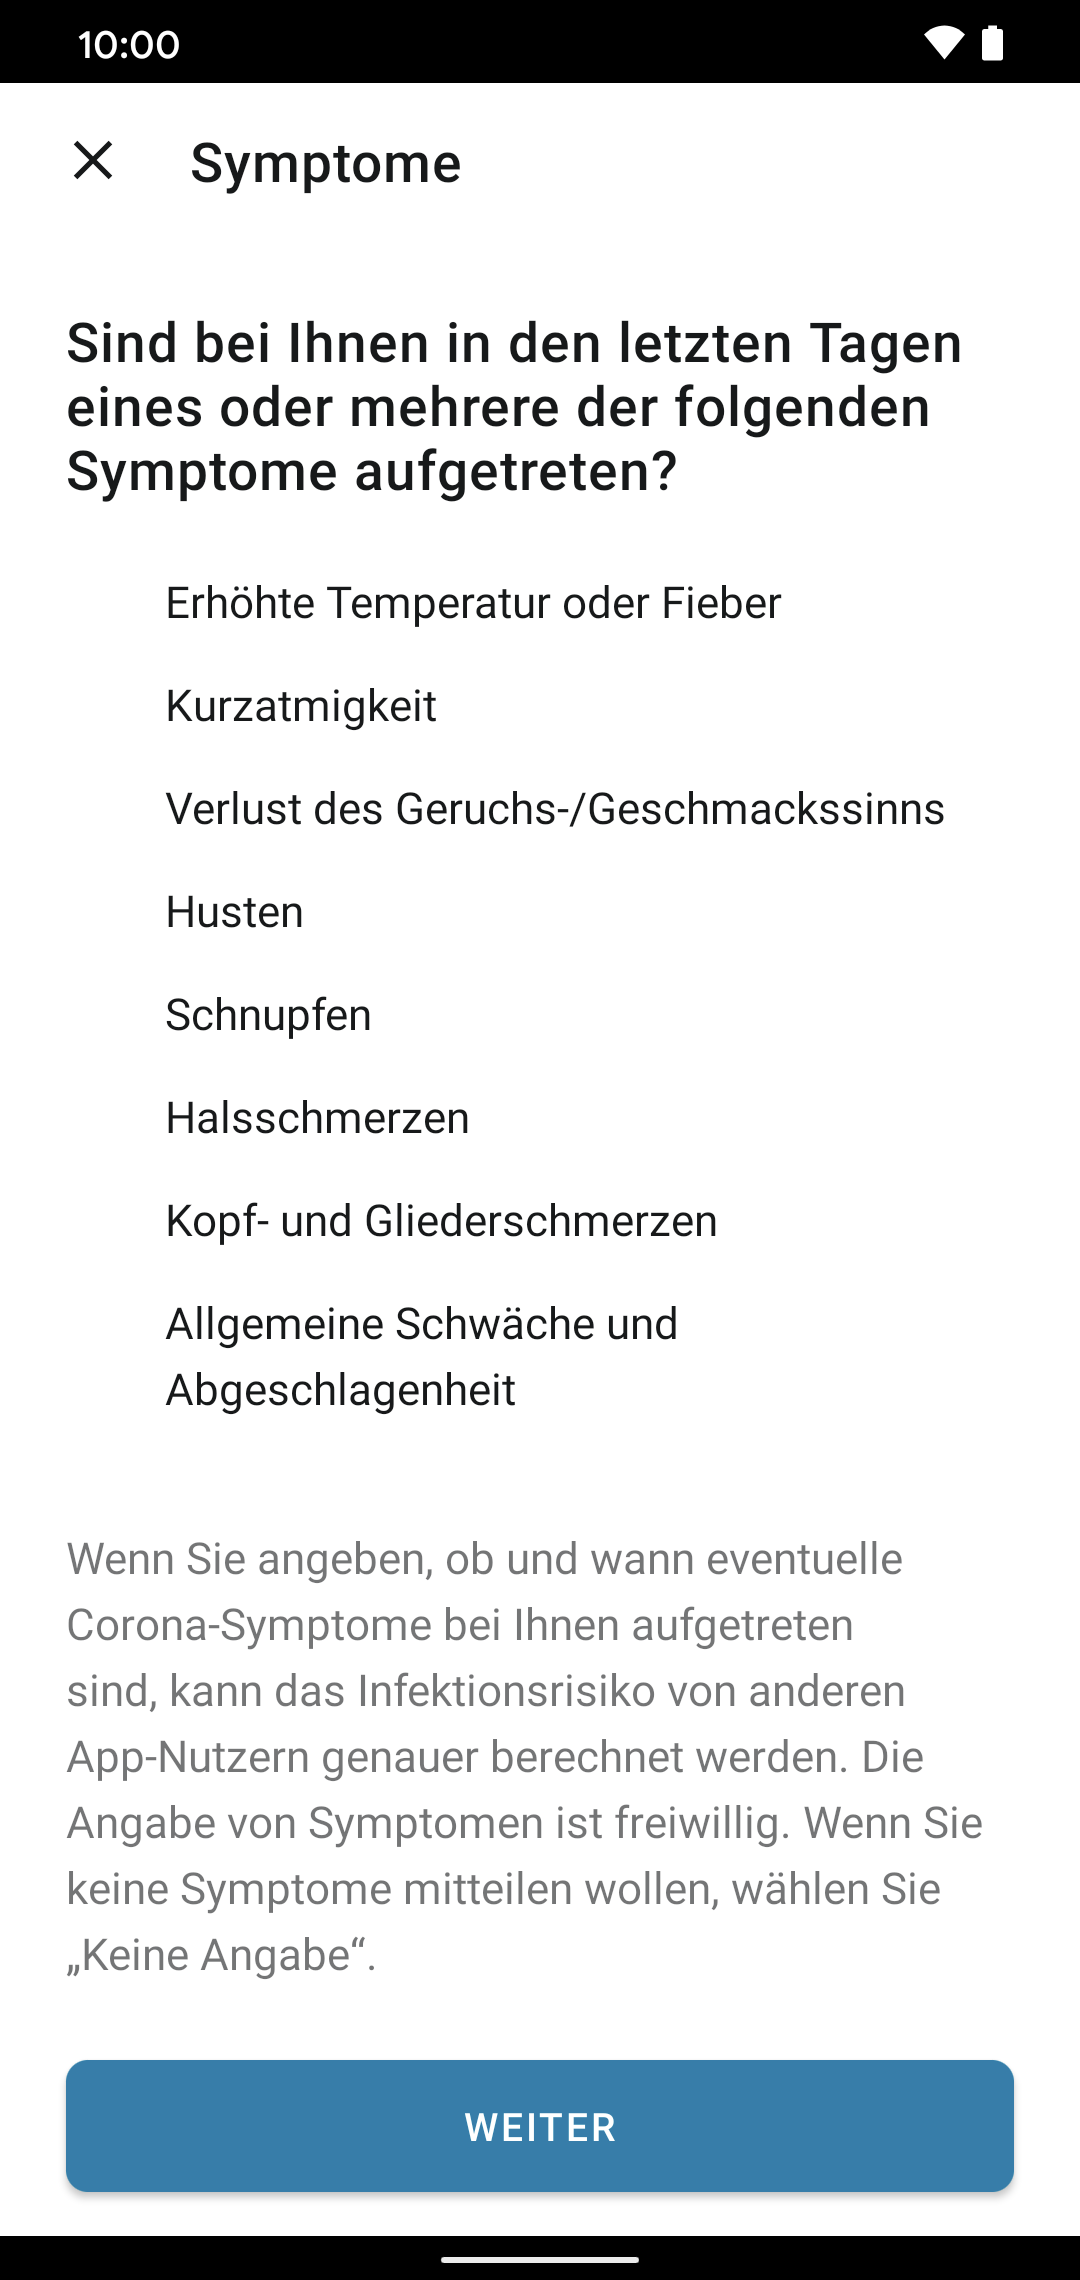 10:00
Symptome
Sind bei Ihnen in den letzten Tagen
eines oder mehrere der folgenden
Symptome aufgetreten?
Erhöhte Temperatur oder Fieber
Kurzatmigkeit
Verlust des Geruchs-/Geschmackssinns
Husten
Schnupfen
Halsschmerzen
Kopf- und Gliederschmerzen
Allgemeine Schwäche und
Abgeschlagenheit
Wenn Sie angeben, ob und wann eventuelle
Corona-Symptome bei Ihnen aufgetreten
sind, kann das Infektionsrisiko von anderen
App-Nutzern genauer berechnet werden. Die
Angabe von Symptomen ist freiwillig. Wenn Sie
keine Symptome mitteilen wollen, wählen Sie
„Keine Angabe“.
WEITER